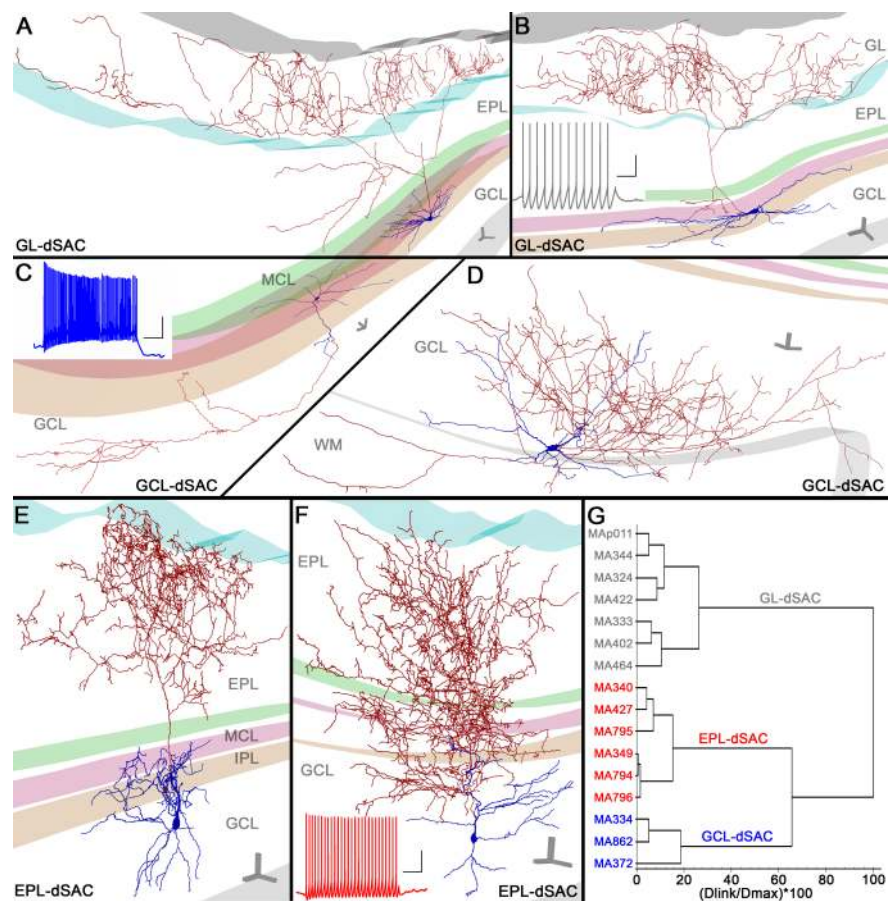 A
GL
EPL
GCL
GL-dSAC
B
GL
EPL
GCL
GL-dSAC
C
MCL
GCL
GCL-dSAC
D
GCL
WM
GCL-dSAC
E
EPL
MCL
IPL
GCL
EPL-dSAC
F
EPL
GCL
EPL-dSAC
G
MAp011
MA344
MA324
MA422
MA333
MA402
MA464
MA340
MA427
MA795
MA349
MA794
MA796
MA334
MA862
MA372
GL-dSAC
EPL-dSAC
GCL-dSAC
0 20 40 60 80 100
(Dlink/Dmax)*100